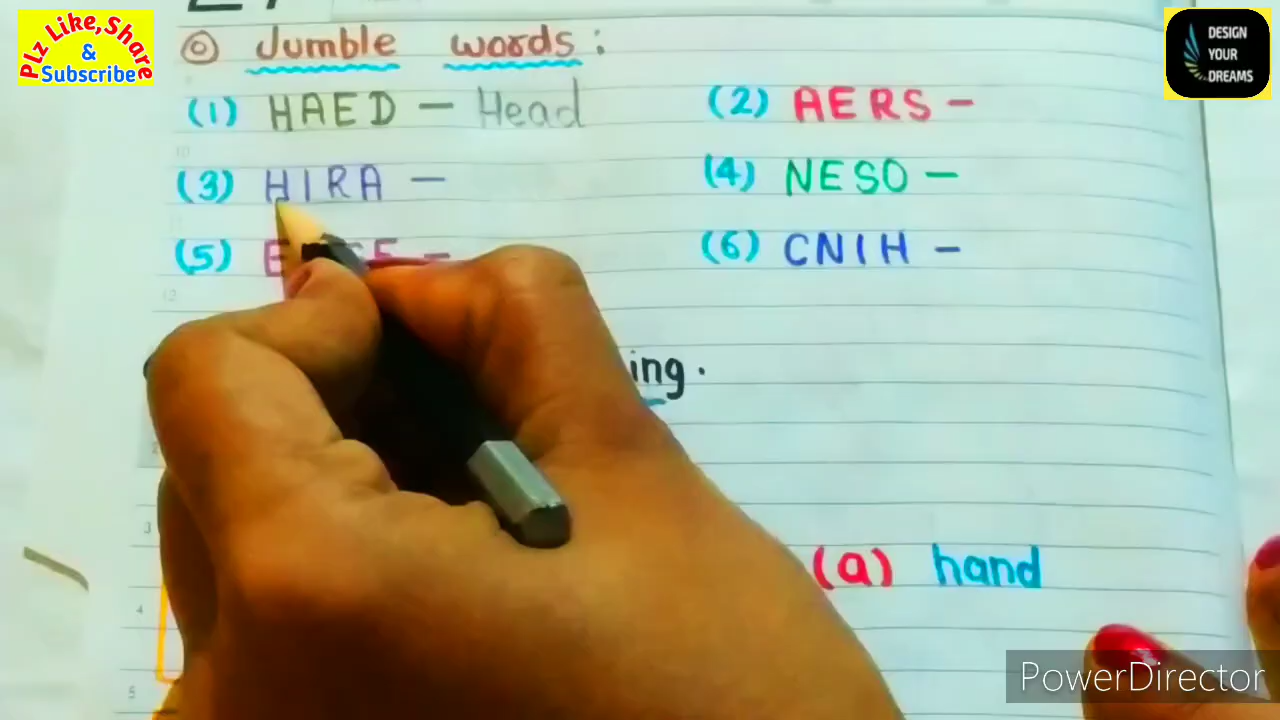 Plz Like, Share
&
Subscribe
DESIGN
YOUR
DREAMS
Jumble words:
(1) HAED - Head (2) AERS -
(3) HIRA - (4) NESO -
(5) (6) CNIH -
(a) hand
PowerDirector